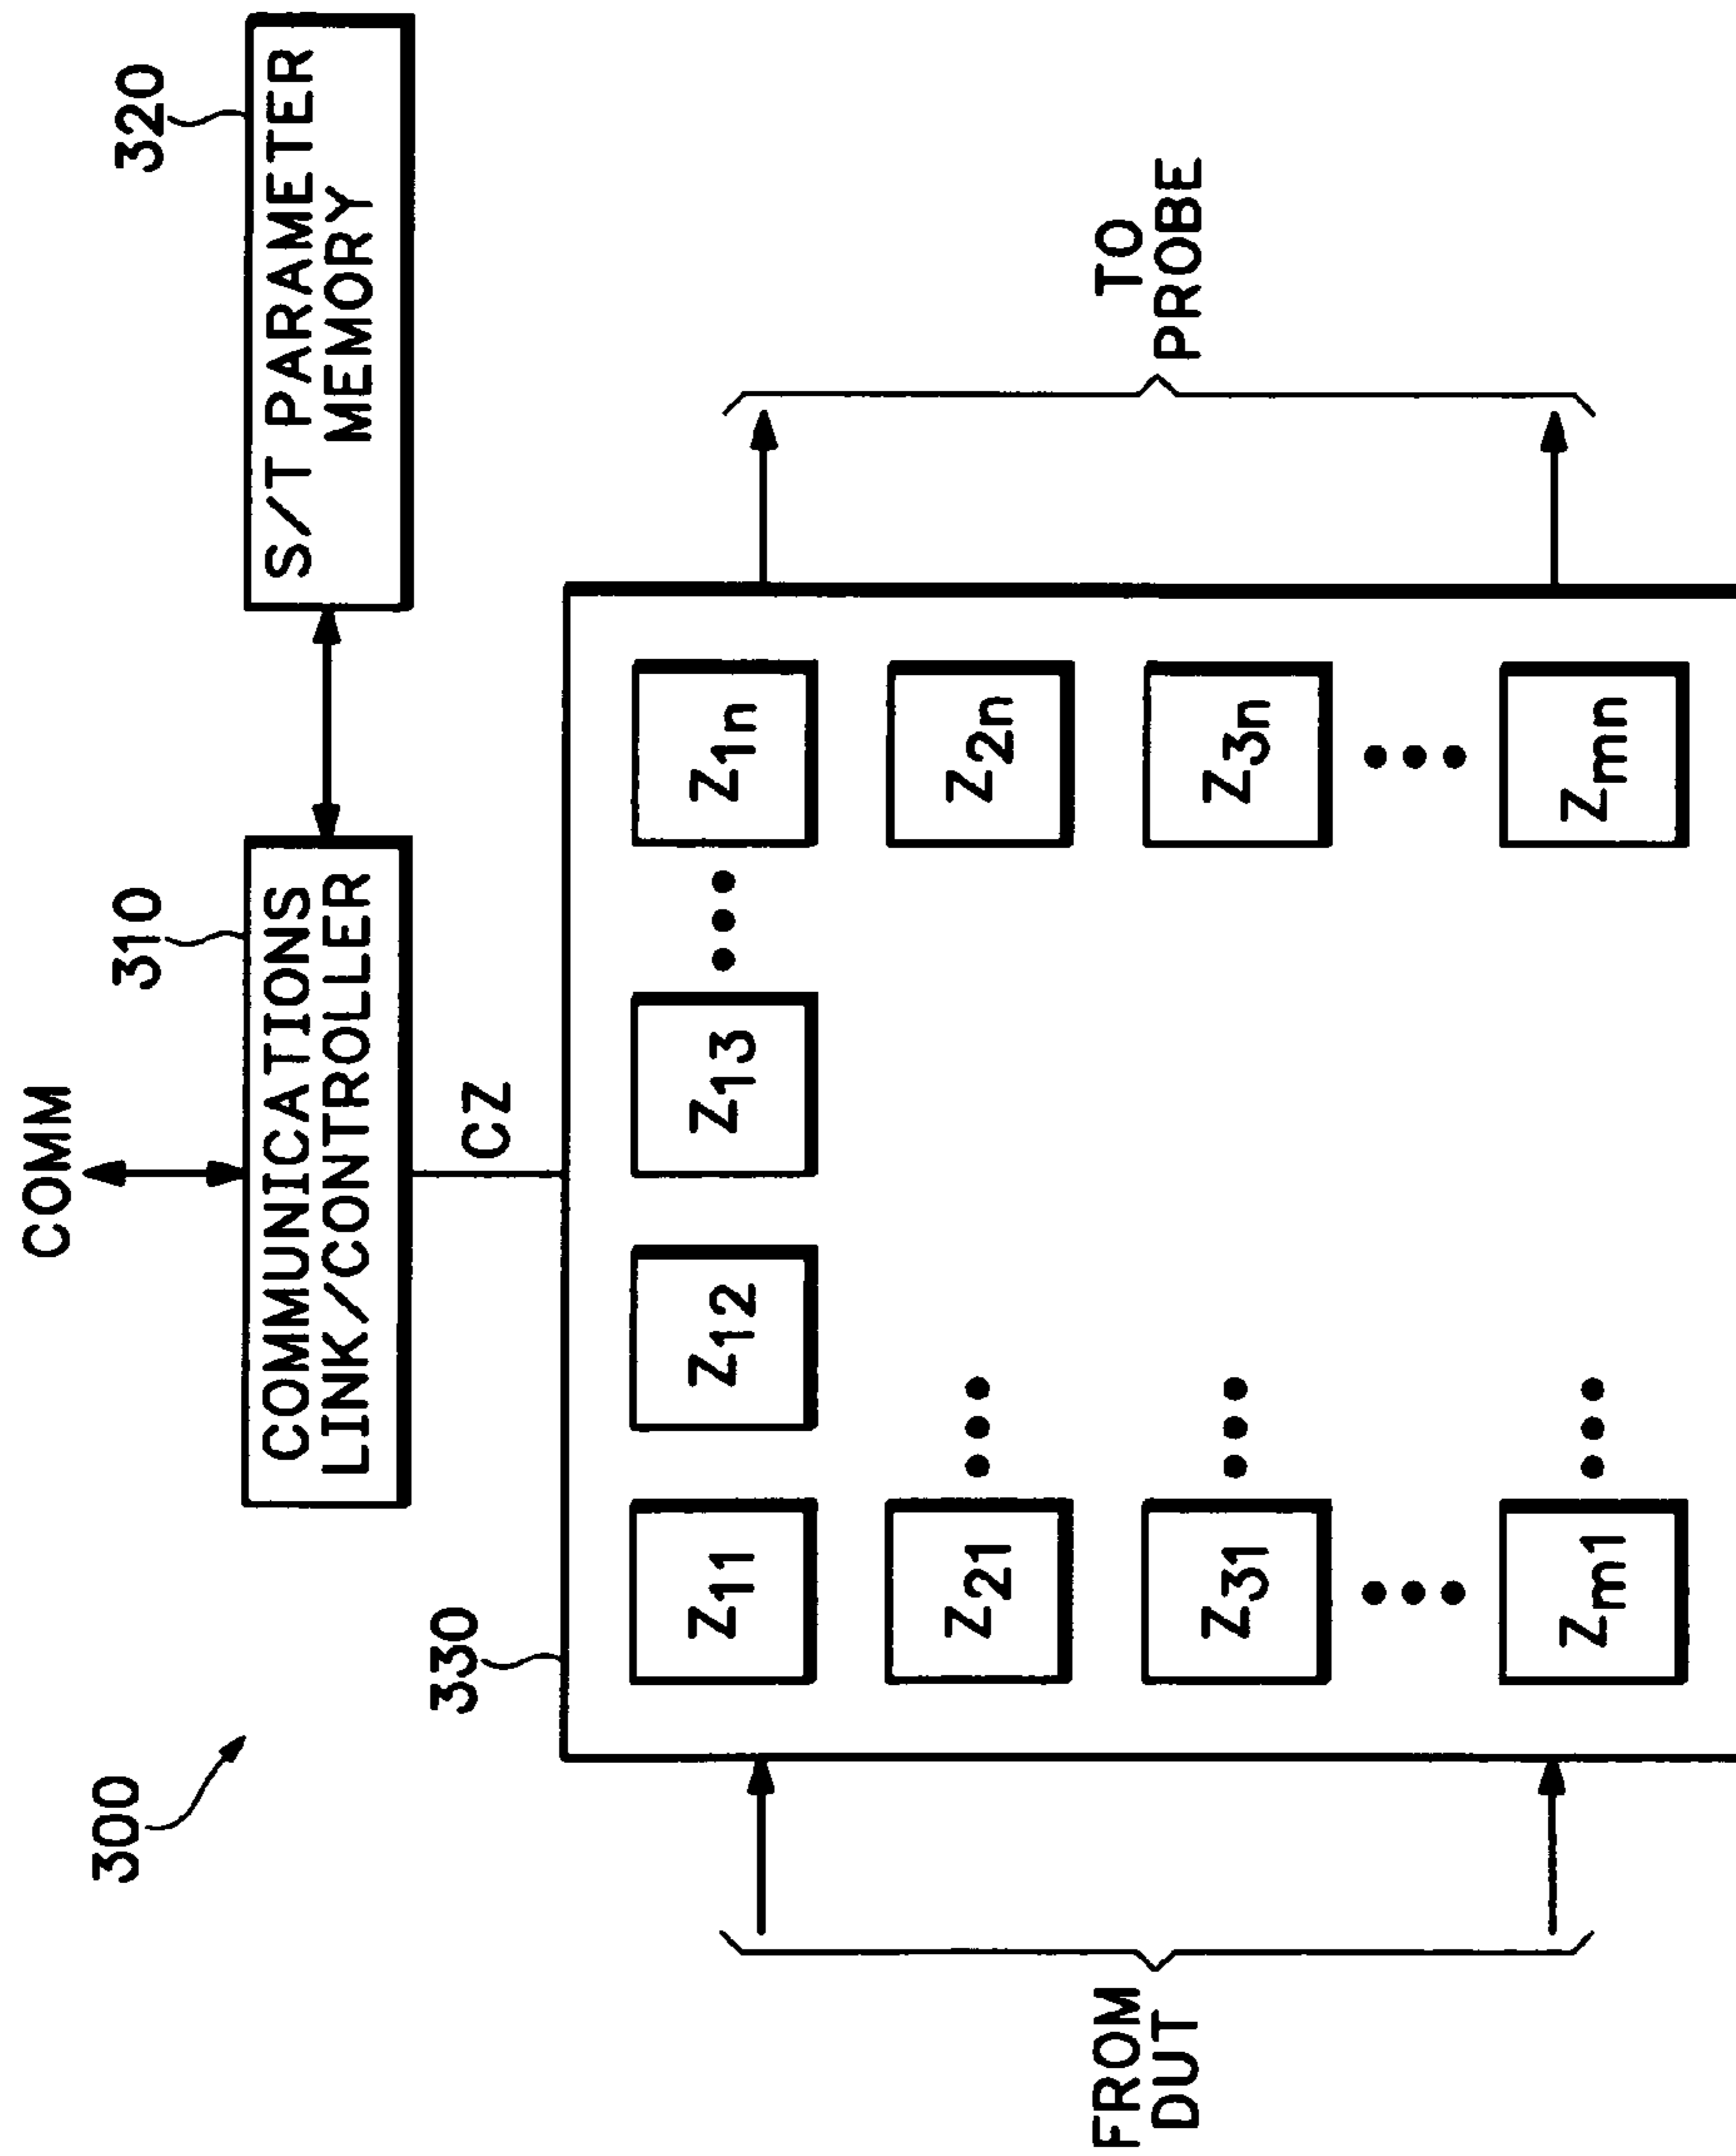 300
COMM
310
COMMUNICATIONS
LINK/CONTROLLER
320
S/T PARAMETER
MEMORY
CZ
330
FROM
DUT
Z11
Z12
Z13
Z1n
Z21
Z2n
Z31
Z3n
Zm1
Zmn
TO
PROBE